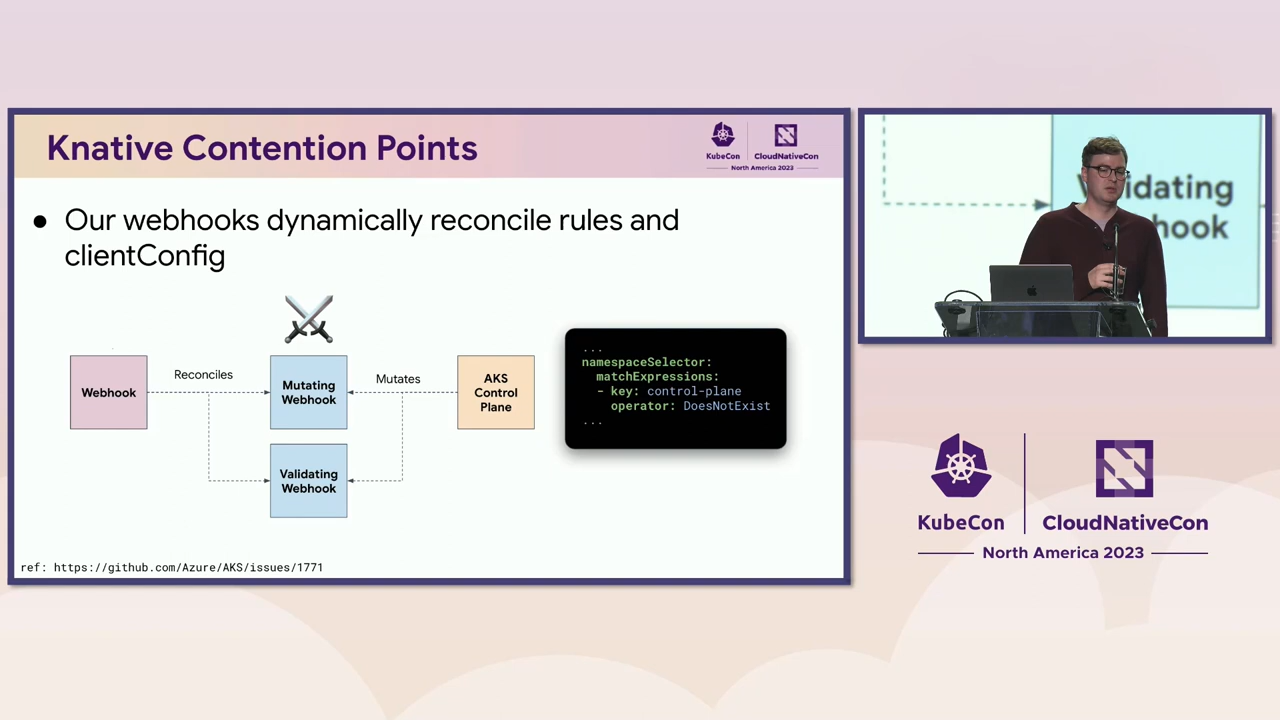 Knative Contention Points
KubeCon
CloudNativeCon
North America 2023
● Our webhooks dynamically reconcile rules and
clientConfig
Webhook
Reconciles
Mutating
Webhook
Mutates
AKS
Control
Plane
Validating
Webhook
...
namespaceSelector:
matchExpressions:
- key: control-plane
operator: DoesNotExist
...
ref: https://github.com/Azure/AKS/issues/1771
idating
hook
KubeCon
CloudNativeCon
North America 2023